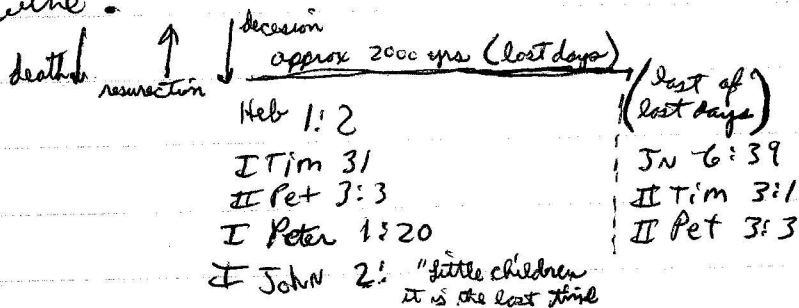 death
resurection
decesion
approx 2000 yrs (last days)
(last of
last days)
Heb 1:2
I Tim 31
II Pet 3:3
I Peter 1:20
I John 2: "little children
it is the last time
JN 6:39
II Tim 3:1
II Pet 3:3